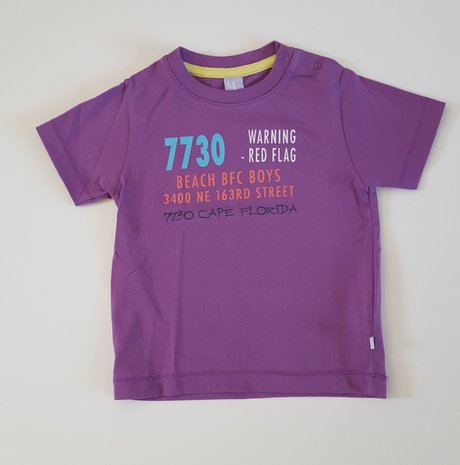 7730 WARNING
- RED FLAG
BEACH BFC BOYS
3400 NE 163RD STREET
7730 CAPE FLORIDA